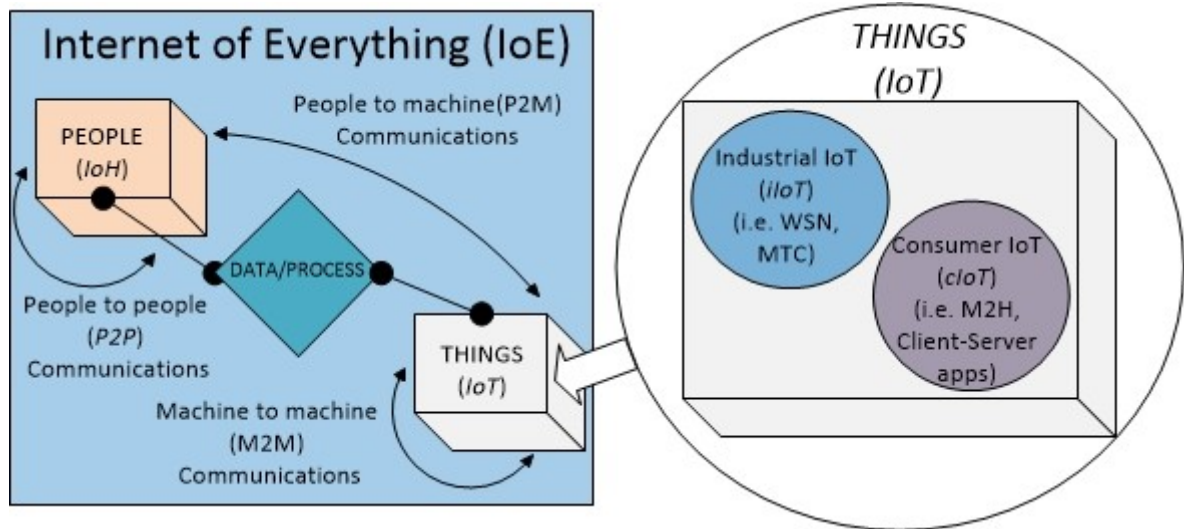 Internet of Everything (IoE)
People to machine(P2M)
Communications
PEOPLE
(IoH)
DATA/PROCESS
People to people
(P2P)
Communications
THINGS
(IoT)
Machine to machine
(M2M)
Communications
THINGS
(IoT)
Industrial IoT
(iIoT)
(i.e. WSN,
MTC)
Consumer IoT
(cIoT)
(i.e. M2H,
Client-Server
apps)